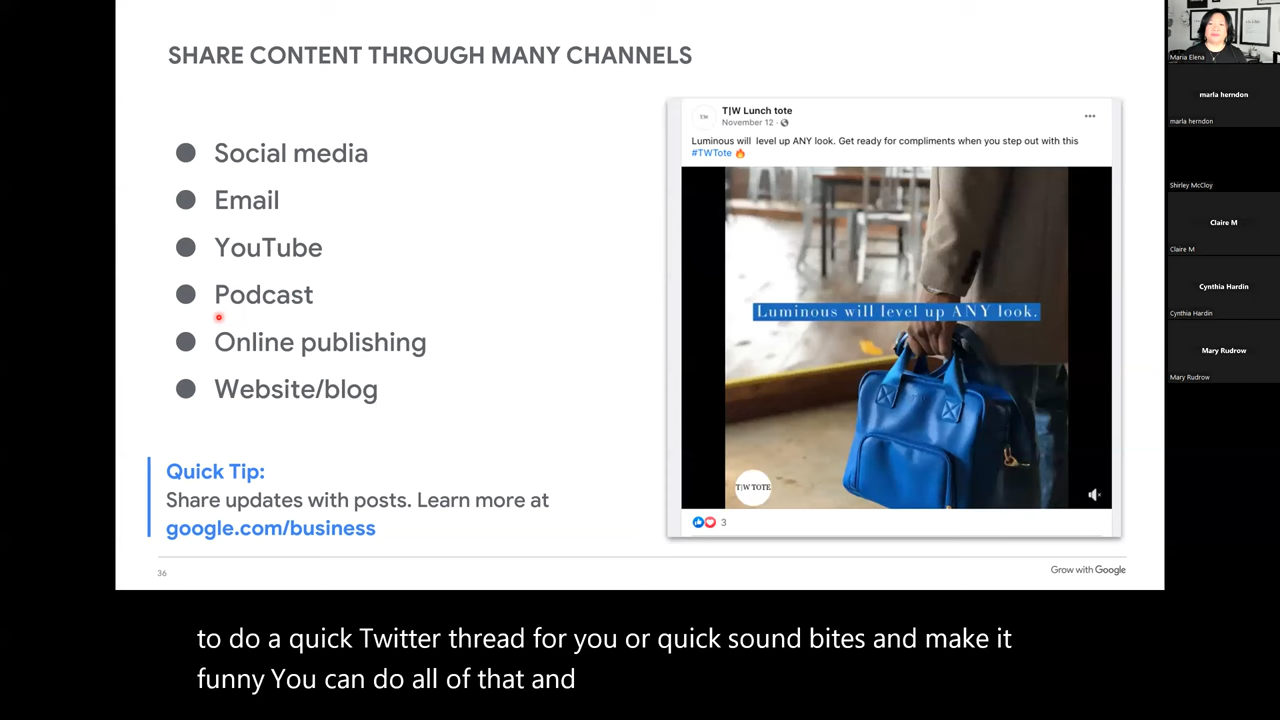 SHARE CONTENT THROUGH MANY CHANNELS
Social media
Email
YouTube
Podcast
Online publishing
Website/blog
Quick Tip:
Share updates with posts. Learn more at
google.com/business
T|W Lunch tote
November 12 ·
Luminous will level up ANY look. Get ready for compliments when you step out with this
#TWTote 🔥
Luminous will level up ANY look.
T|W TOTE
3
36
Grow with Google
to do a quick Twitter thread for you or quick sound bites and make it
funny You can do all of that and
Maria Elena
marla herndon
marla herndon
Shirley McCloy
Claire M
Claire M
Cynthia Hardin
Cynthia Hardin
Mary Rudrow
Mary Rudrow